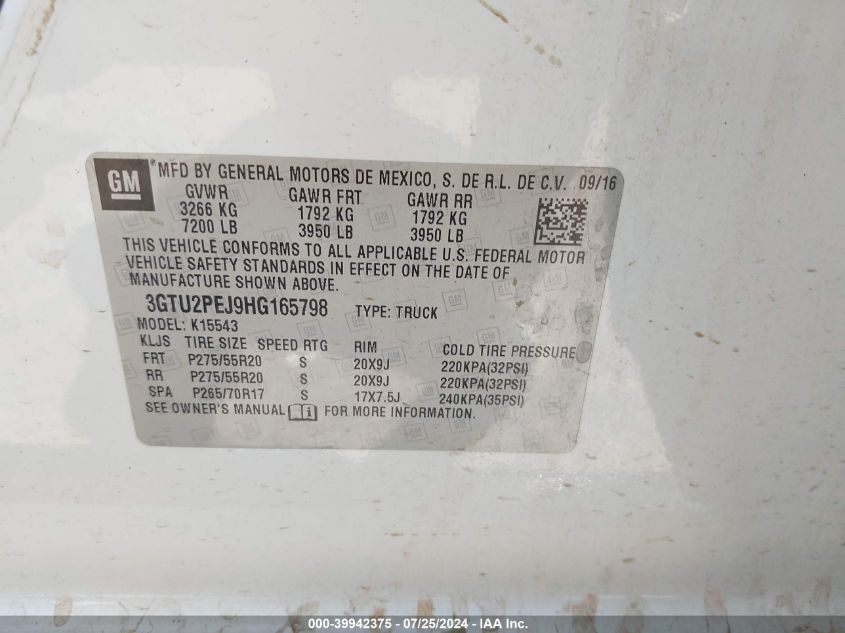 GM ®MFD BY GENERAL MOTORS DE MEXICO, S. DE R.L. DE C.V. 09/16
GVWR GAWR FRT GAWR RR
3266 KG 1792 KG 1792 KG
7200 LB 3950 LB 3950 LB
THIS VEHICLE CONFORMS TO ALL APPLICABLE U.S. FEDERAL MOTOR
VEHICLE SAFETY STANDARDS IN EFFECT ON THE DATE OF
MANUFACTURE SHOWN ABOVE.
3GTU2PEJ9HG165798 TYPE: TRUCK
MODEL: K15543
KLJS TIRE SIZE SPEED RTG RIM COLD TIRE PRESSURE
FRT P275/55R20 S 20X9J 220KPA(32PSI)
RR P275/55R20 S 20X9J 220KPA(32PSI)
SPA P265/70R17 S 17X7.5J 240KPA(35PSI)
SEE OWNER'S MANUAL FOR MORE INFORMATION.
000-39942375 - 07/25/2024 - IAA Inc.